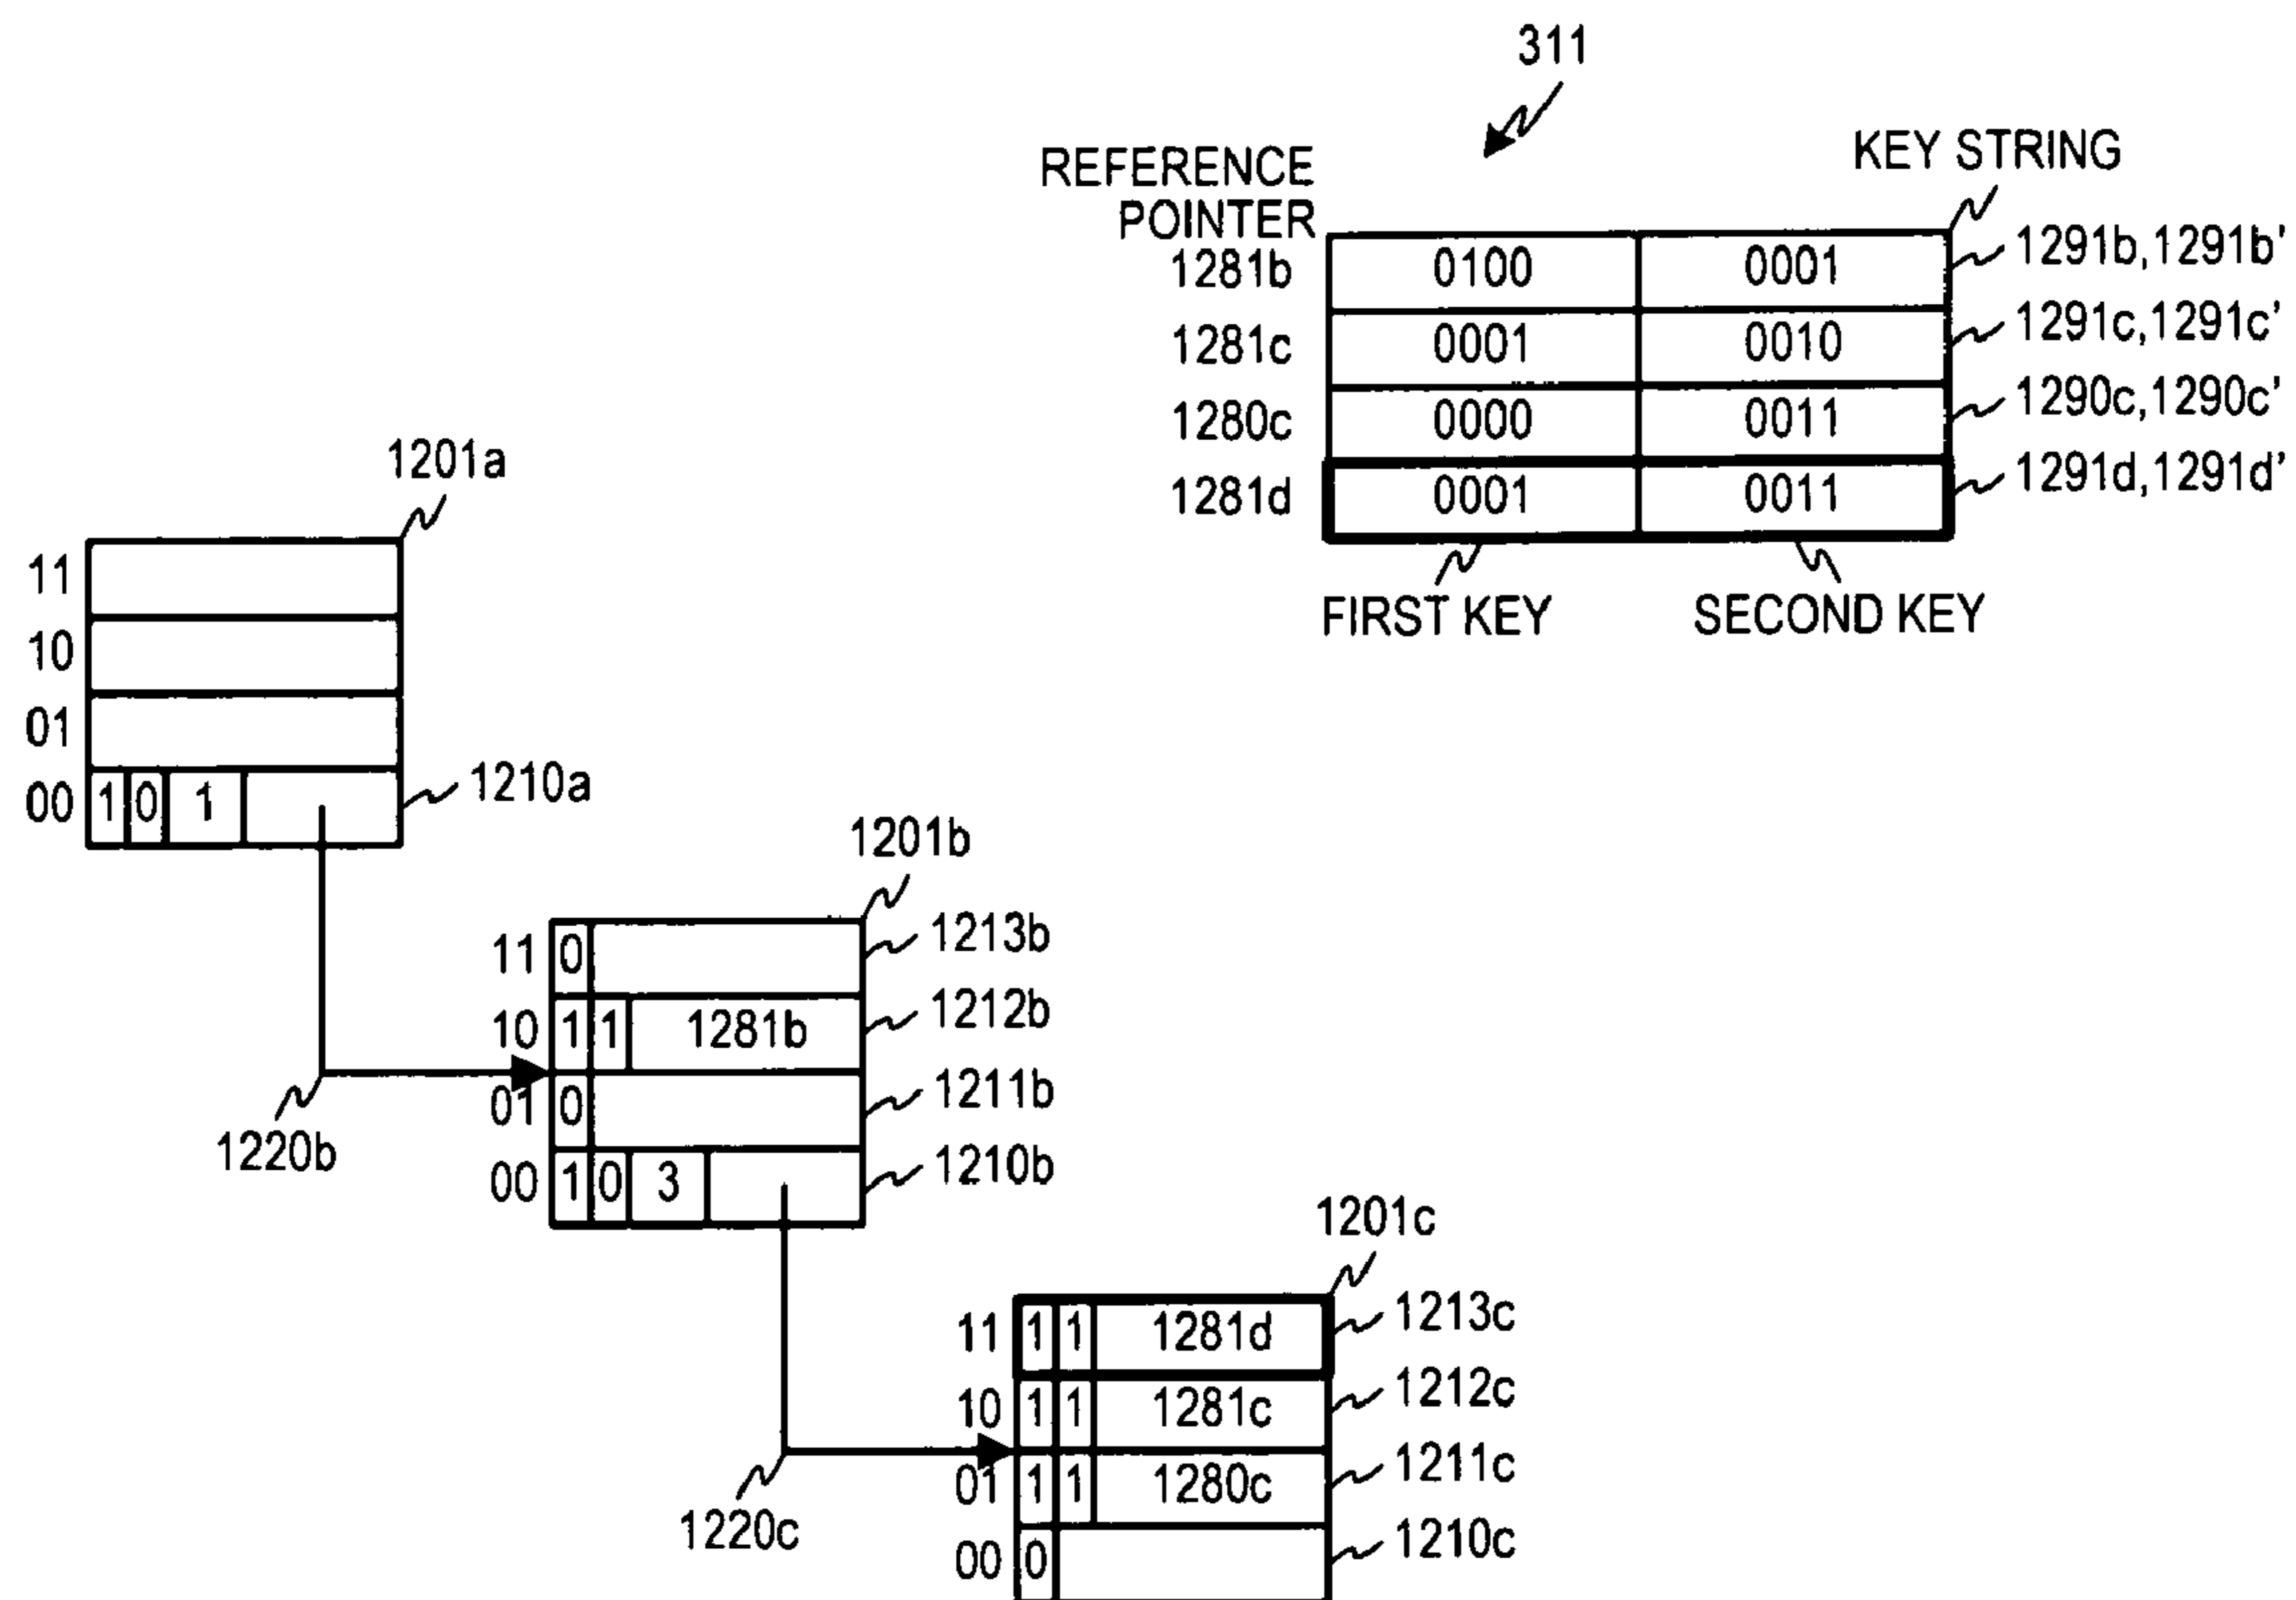 311
REFERENCE POINTER
KEY STRING
1281b 0100 0001 1291b,1291b'
1281c 0001 0010 1291c,1291c'
1280c 0000 0011 1290c,1290c'
1281d 0001 0011 1291d,1291d'
FIRST KEY SECOND KEY
1201a
11
10
01
00 1 0 1 1210a
1220b
1201b
11 0 1213b
10 1 1 1281b 1212b
01 0 1211b
00 1 0 3 1210b
1220c
1201c
11 1 1 1281d 1213c
10 1 1 1281c 1212c
01 1 1 1280c 1211c
00 0 1210c